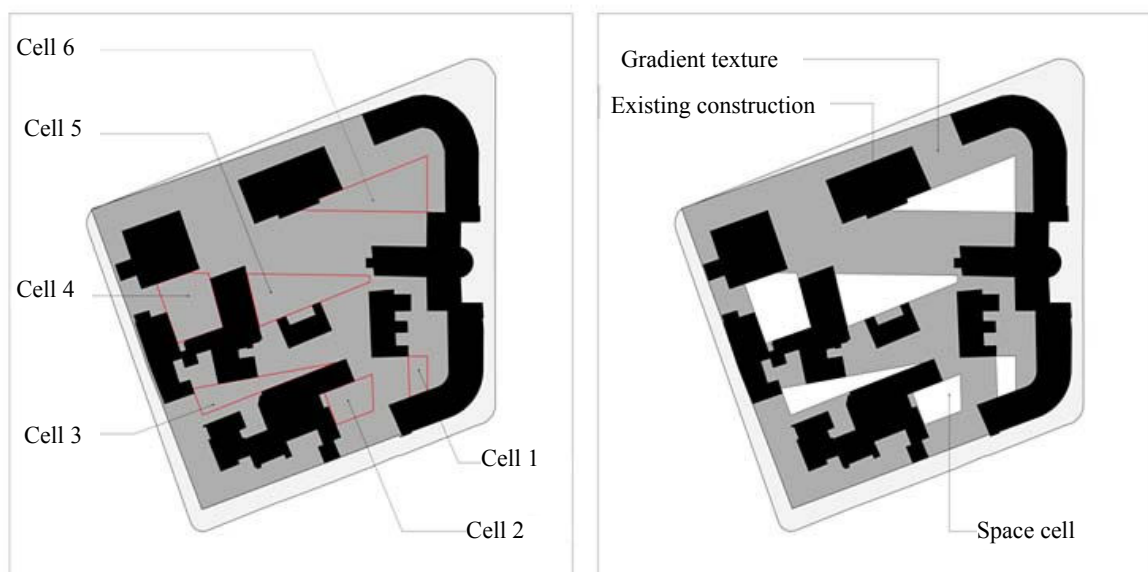 Cell 6
Cell 5
Cell 4
Cell 3
Cell 1
Cell 2
Gradient texture
Existing construction
Space cell